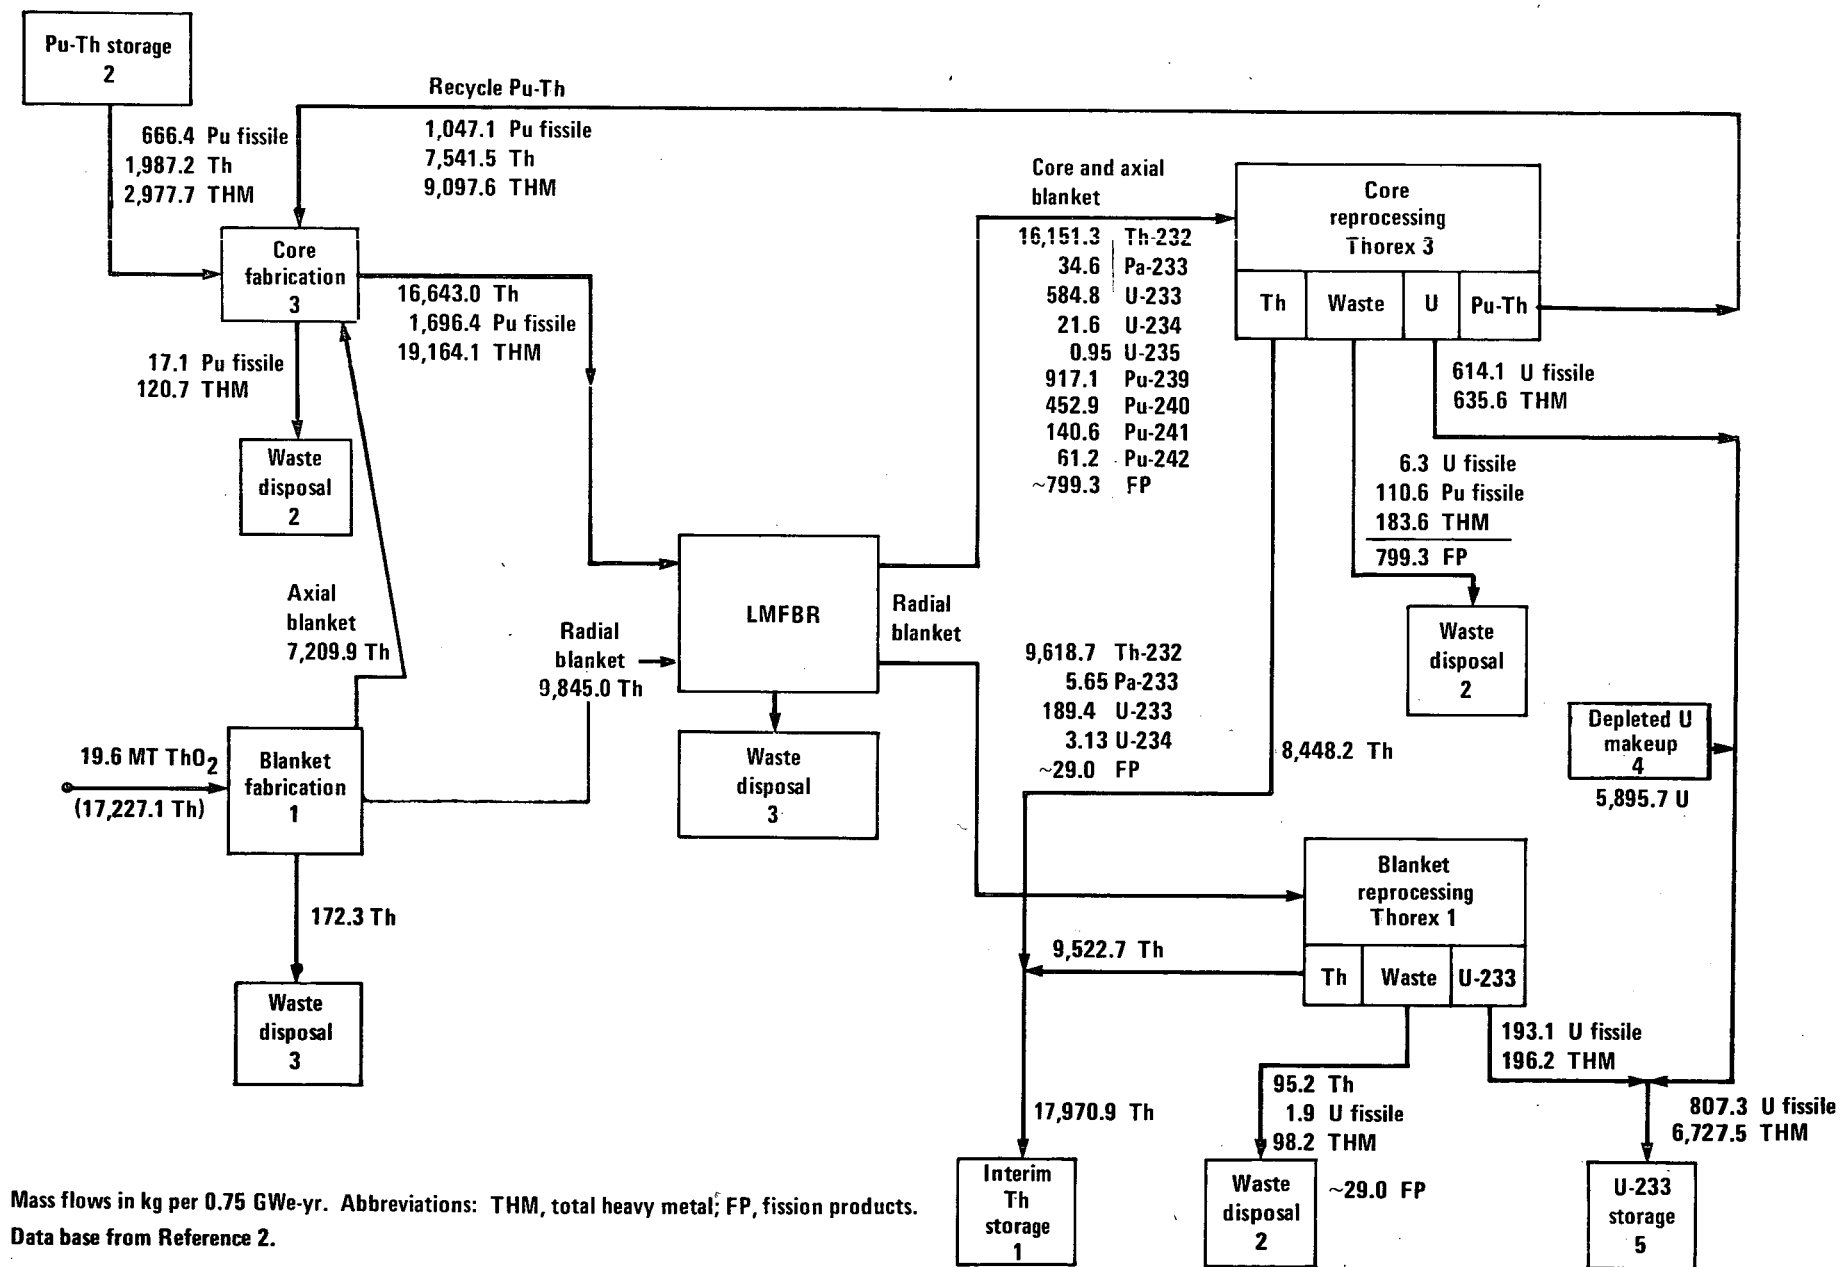 Pu-Th storage
2
Recycle Pu-Th
666.4 Pu fissile
1,987.2 Th
2,977.7 THM
1,047.1 Pu fissile
7,541.5 Th
9,097.6 THM
Core
fabrication
3
16,643.0 Th
1,696.4 Pu fissile
19,164.1 THM
17.1 Pu fissile
120.7 THM
Waste
disposal
2
Axial
blanket
7,209.9 Th
19.6 MT ThO2
(17,227.1 Th)
Blanket
fabrication
1
172.3 Th
Waste
disposal
3
Radial
blanket
9,845.0 Th
LMFBR
Waste
disposal
3
Core and axial
blanket
16,151.3 Th-232
34.6 Pa-233
584.8 U-233
21.6 U-234
0.95 U-235
917.1 Pu-239
452.9 Pu-240
140.6 Pu-241
61.2 Pu-242
~799.3 FP
Radial
blanket
9,618.7 Th-232
5.65 Pa-233
189.4 U-233
3.13 U-234
~29.0 FP
Core
reprocessing
Thorex 3
Th Waste U Pu-Th
614.1 U fissile
635.6 THM
6.3 U fissile
110.6 Pu fissile
183.6 THM
799.3 FP
Waste
disposal
2
8,448.2 Th
Depleted U
makeup
4
5,895.7 U
Blanket
reprocessing
Thorex 1
Th Waste U-233
9,522.7 Th
193.1 U fissile
196.2 THM
95.2 Th
1.9 U fissile
98.2 THM
17,970.9 Th
807.3 U fissile
6,727.5 THM
Interim
Th
storage
1
Waste
disposal
2
~29.0 FP
U-233
storage
5
Mass flows in kg per 0.75 GWe-yr. Abbreviations: THM, total heavy metal; FP, fission products.
Data base from Reference 2.